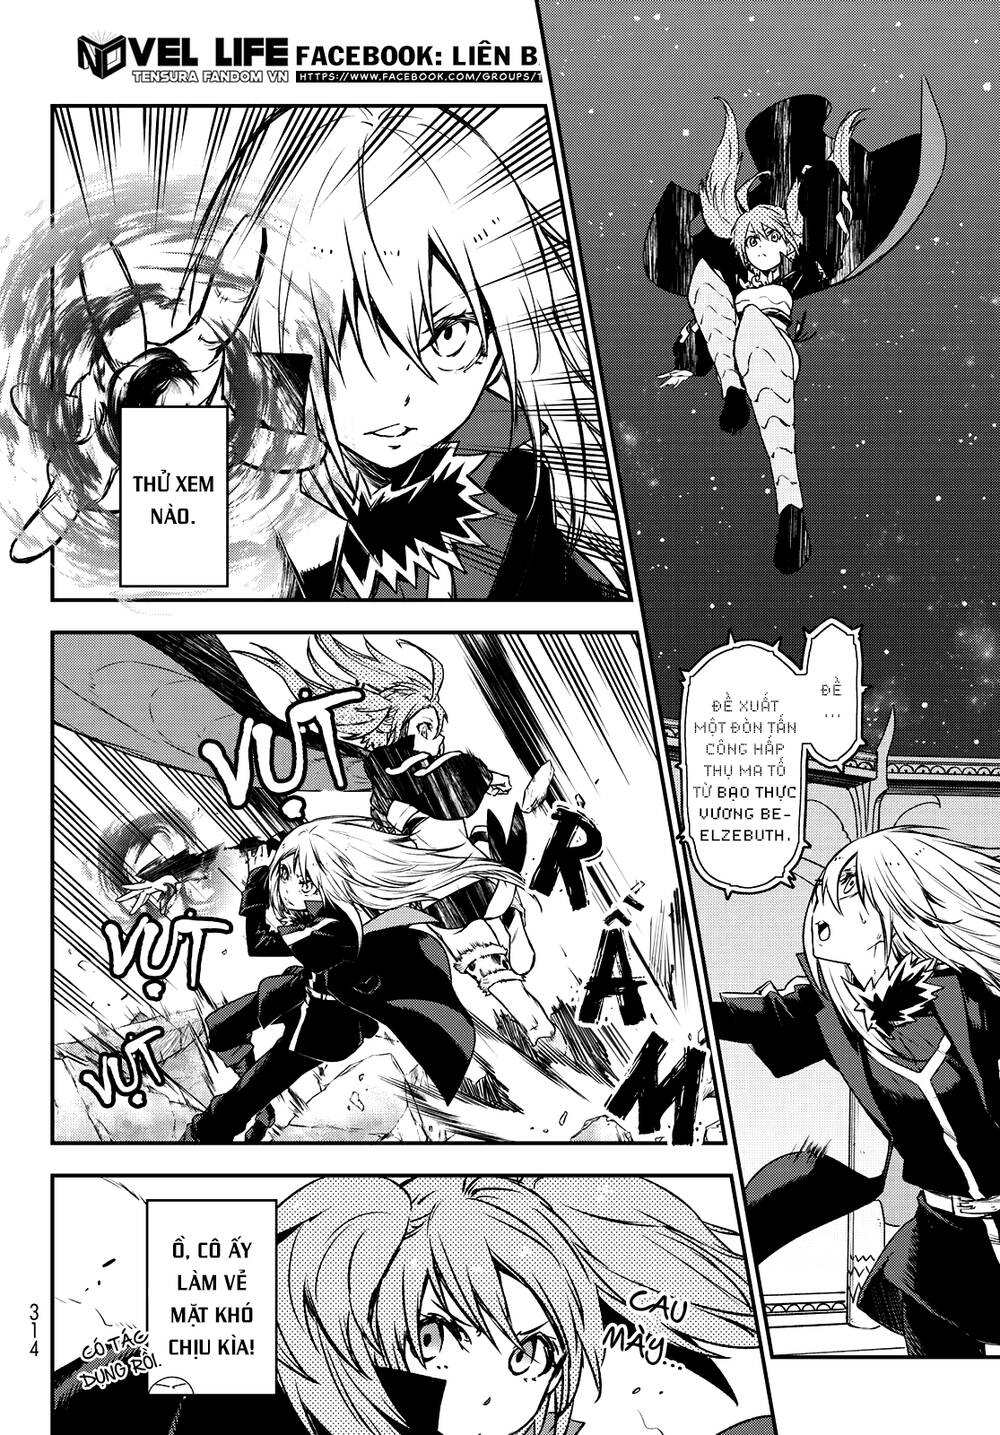 NOVEL LIFE
TENSURA FANDOM VN
FACEBOOK: LIÊN B
HTTPS://WWW.FACEBOOK.COM/GROUPS/T
ĐỀ
...
ĐỀ XUẤT
MỘT ĐÒN TẤN
CÔNG HẤP
THỤ MA TỐ
TỪ BẠO THỰC
VƯƠNG BE-
ELZEBUTH.
THỬ XEM
NÀO.
VỤT
VỤT
VỤT
RẦM
Ồ, CÔ ẤY
LÀM VẺ
MẶT KHÓ
CHỊU KÌA!
CÓ TÁC
DỤNG RỒI.
CAU
MÀY...
314